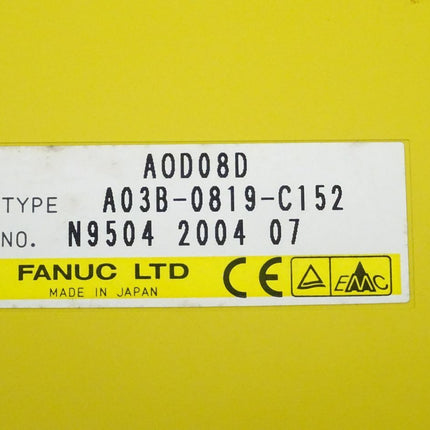 AOD08D
TYPE A03B-0819-C152
NO. N9504 2004 07
FANUC LTD CE EMC
MADE IN JAPAN